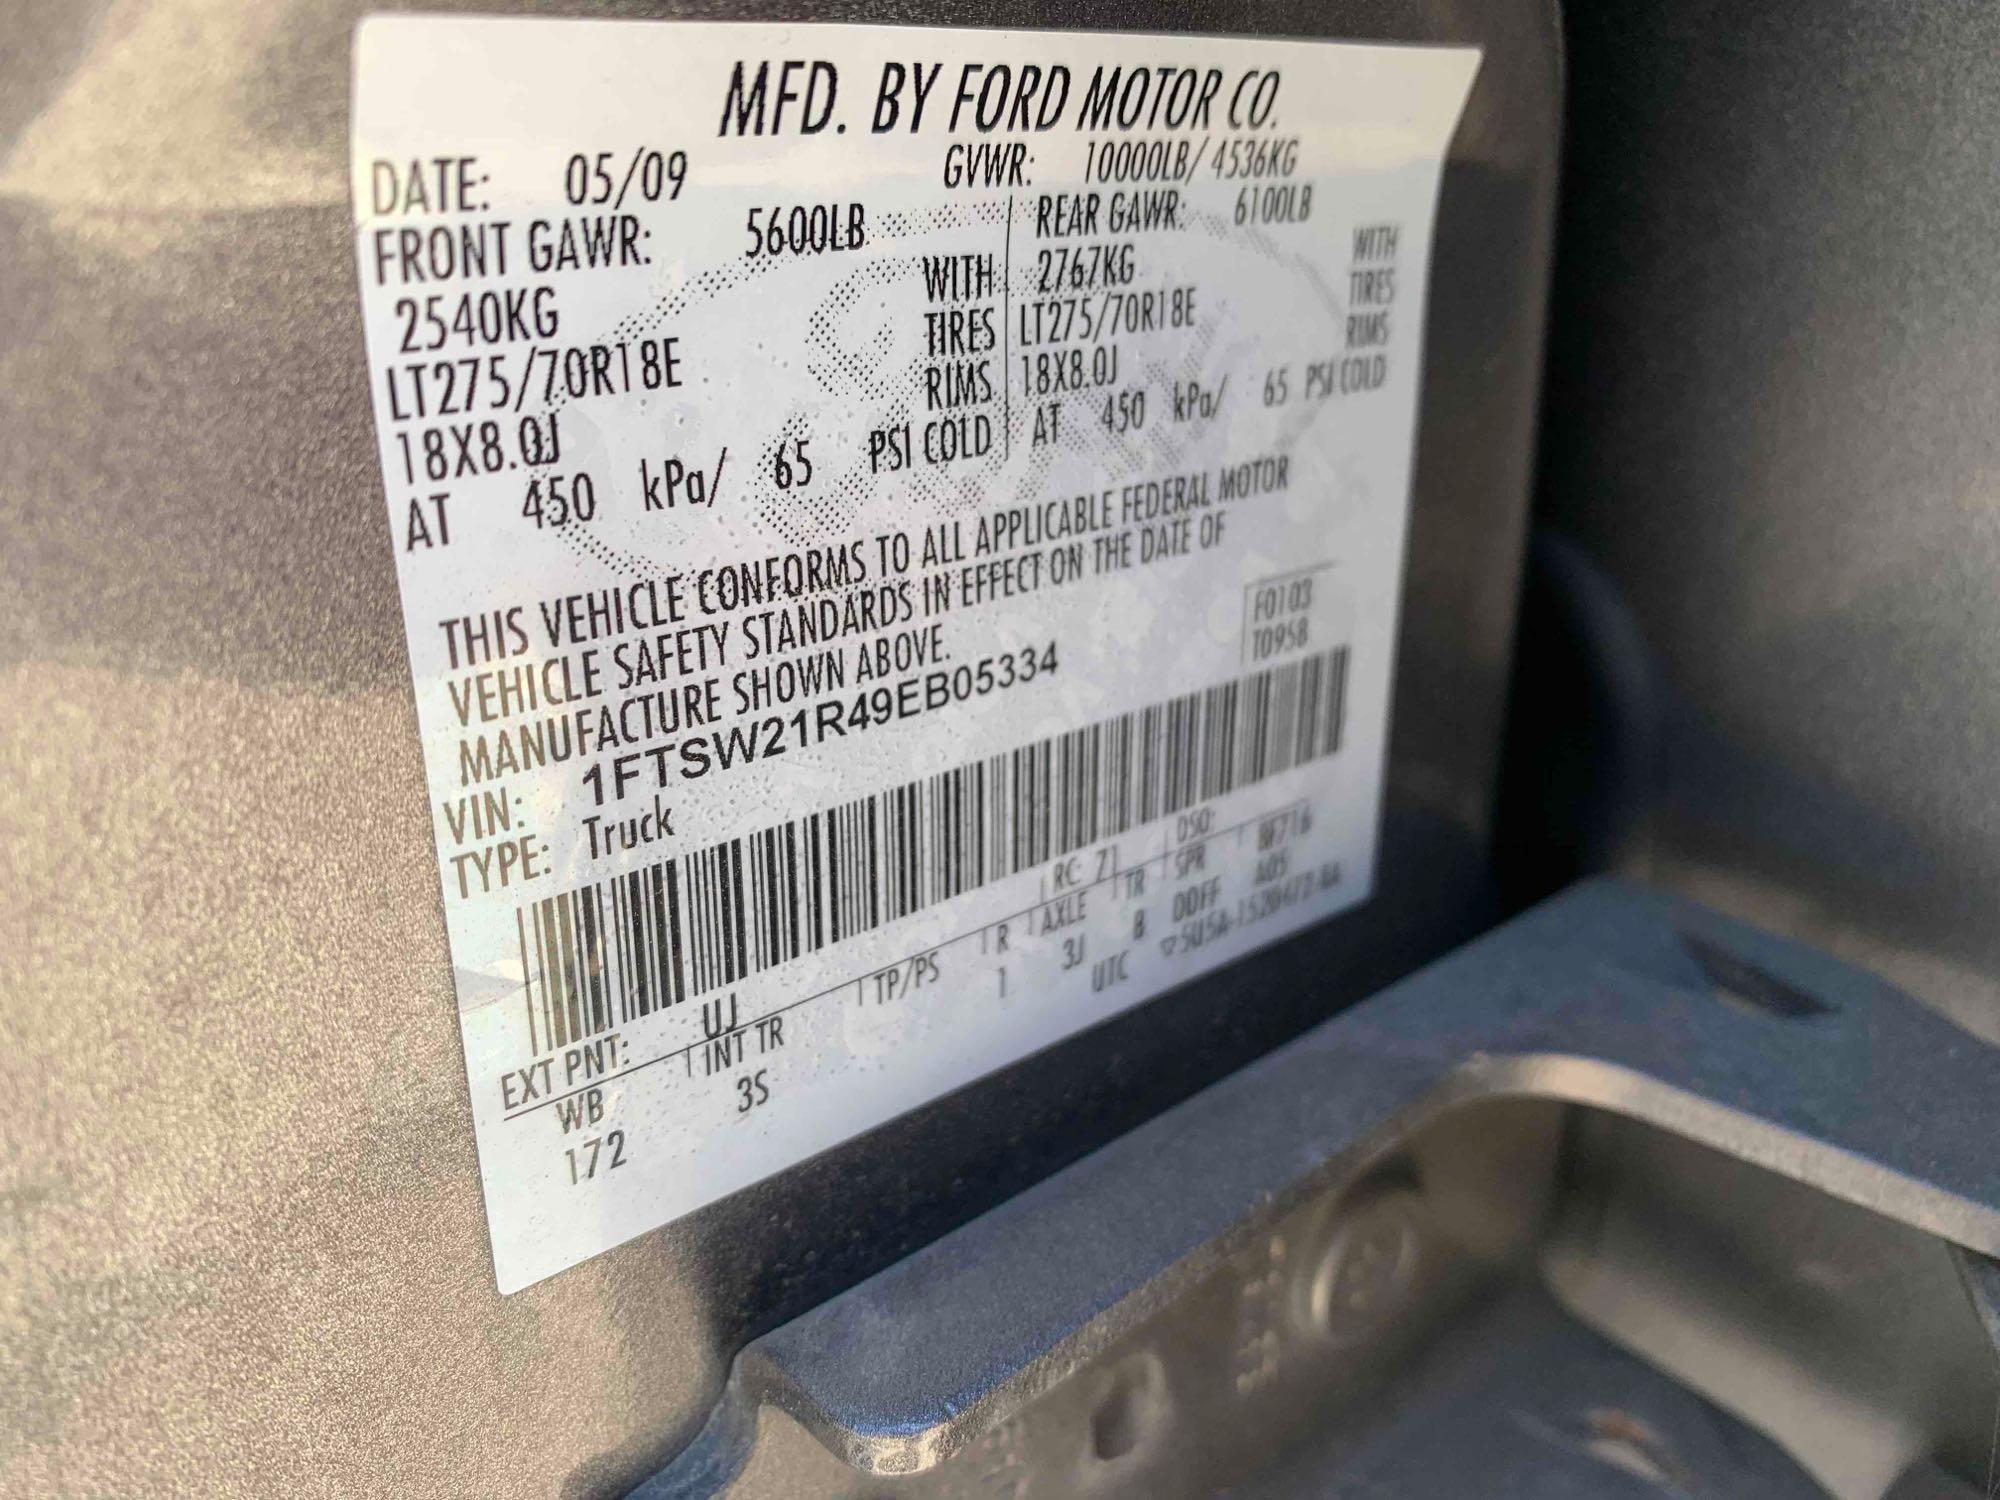 MFD. BY FORD MOTOR CO.
DATE: 05/09 GVWR: 10000LB/ 4536KG
FRONT GAWR: 5600LB REAR GAWR: 6100LB
2540KG WITH 2767KG WITH
LT275/70R18E TIRES LT275/70R18E TIRES
18X8.0J RIMS 18X8.0J RIMS
AT 450 kPa/ 65 PSI COLD AT 450 kPa/ 65 PSI COLD
THIS VEHICLE CONFORMS TO ALL APPLICABLE FEDERAL MOTOR
VEHICLE SAFETY STANDARDS IN EFFECT ON THE DATE OF
MANUFACTURE SHOWN ABOVE.
VIN: 1FTSW21R49EB05334
TYPE: Truck
F0103
T0958
EXT PNT: UJ RC: 71 DSO:
WB INT TR TP/PS R AXLE TR SPR BF716
172 3S 1 3J B DDFF A05
UTC